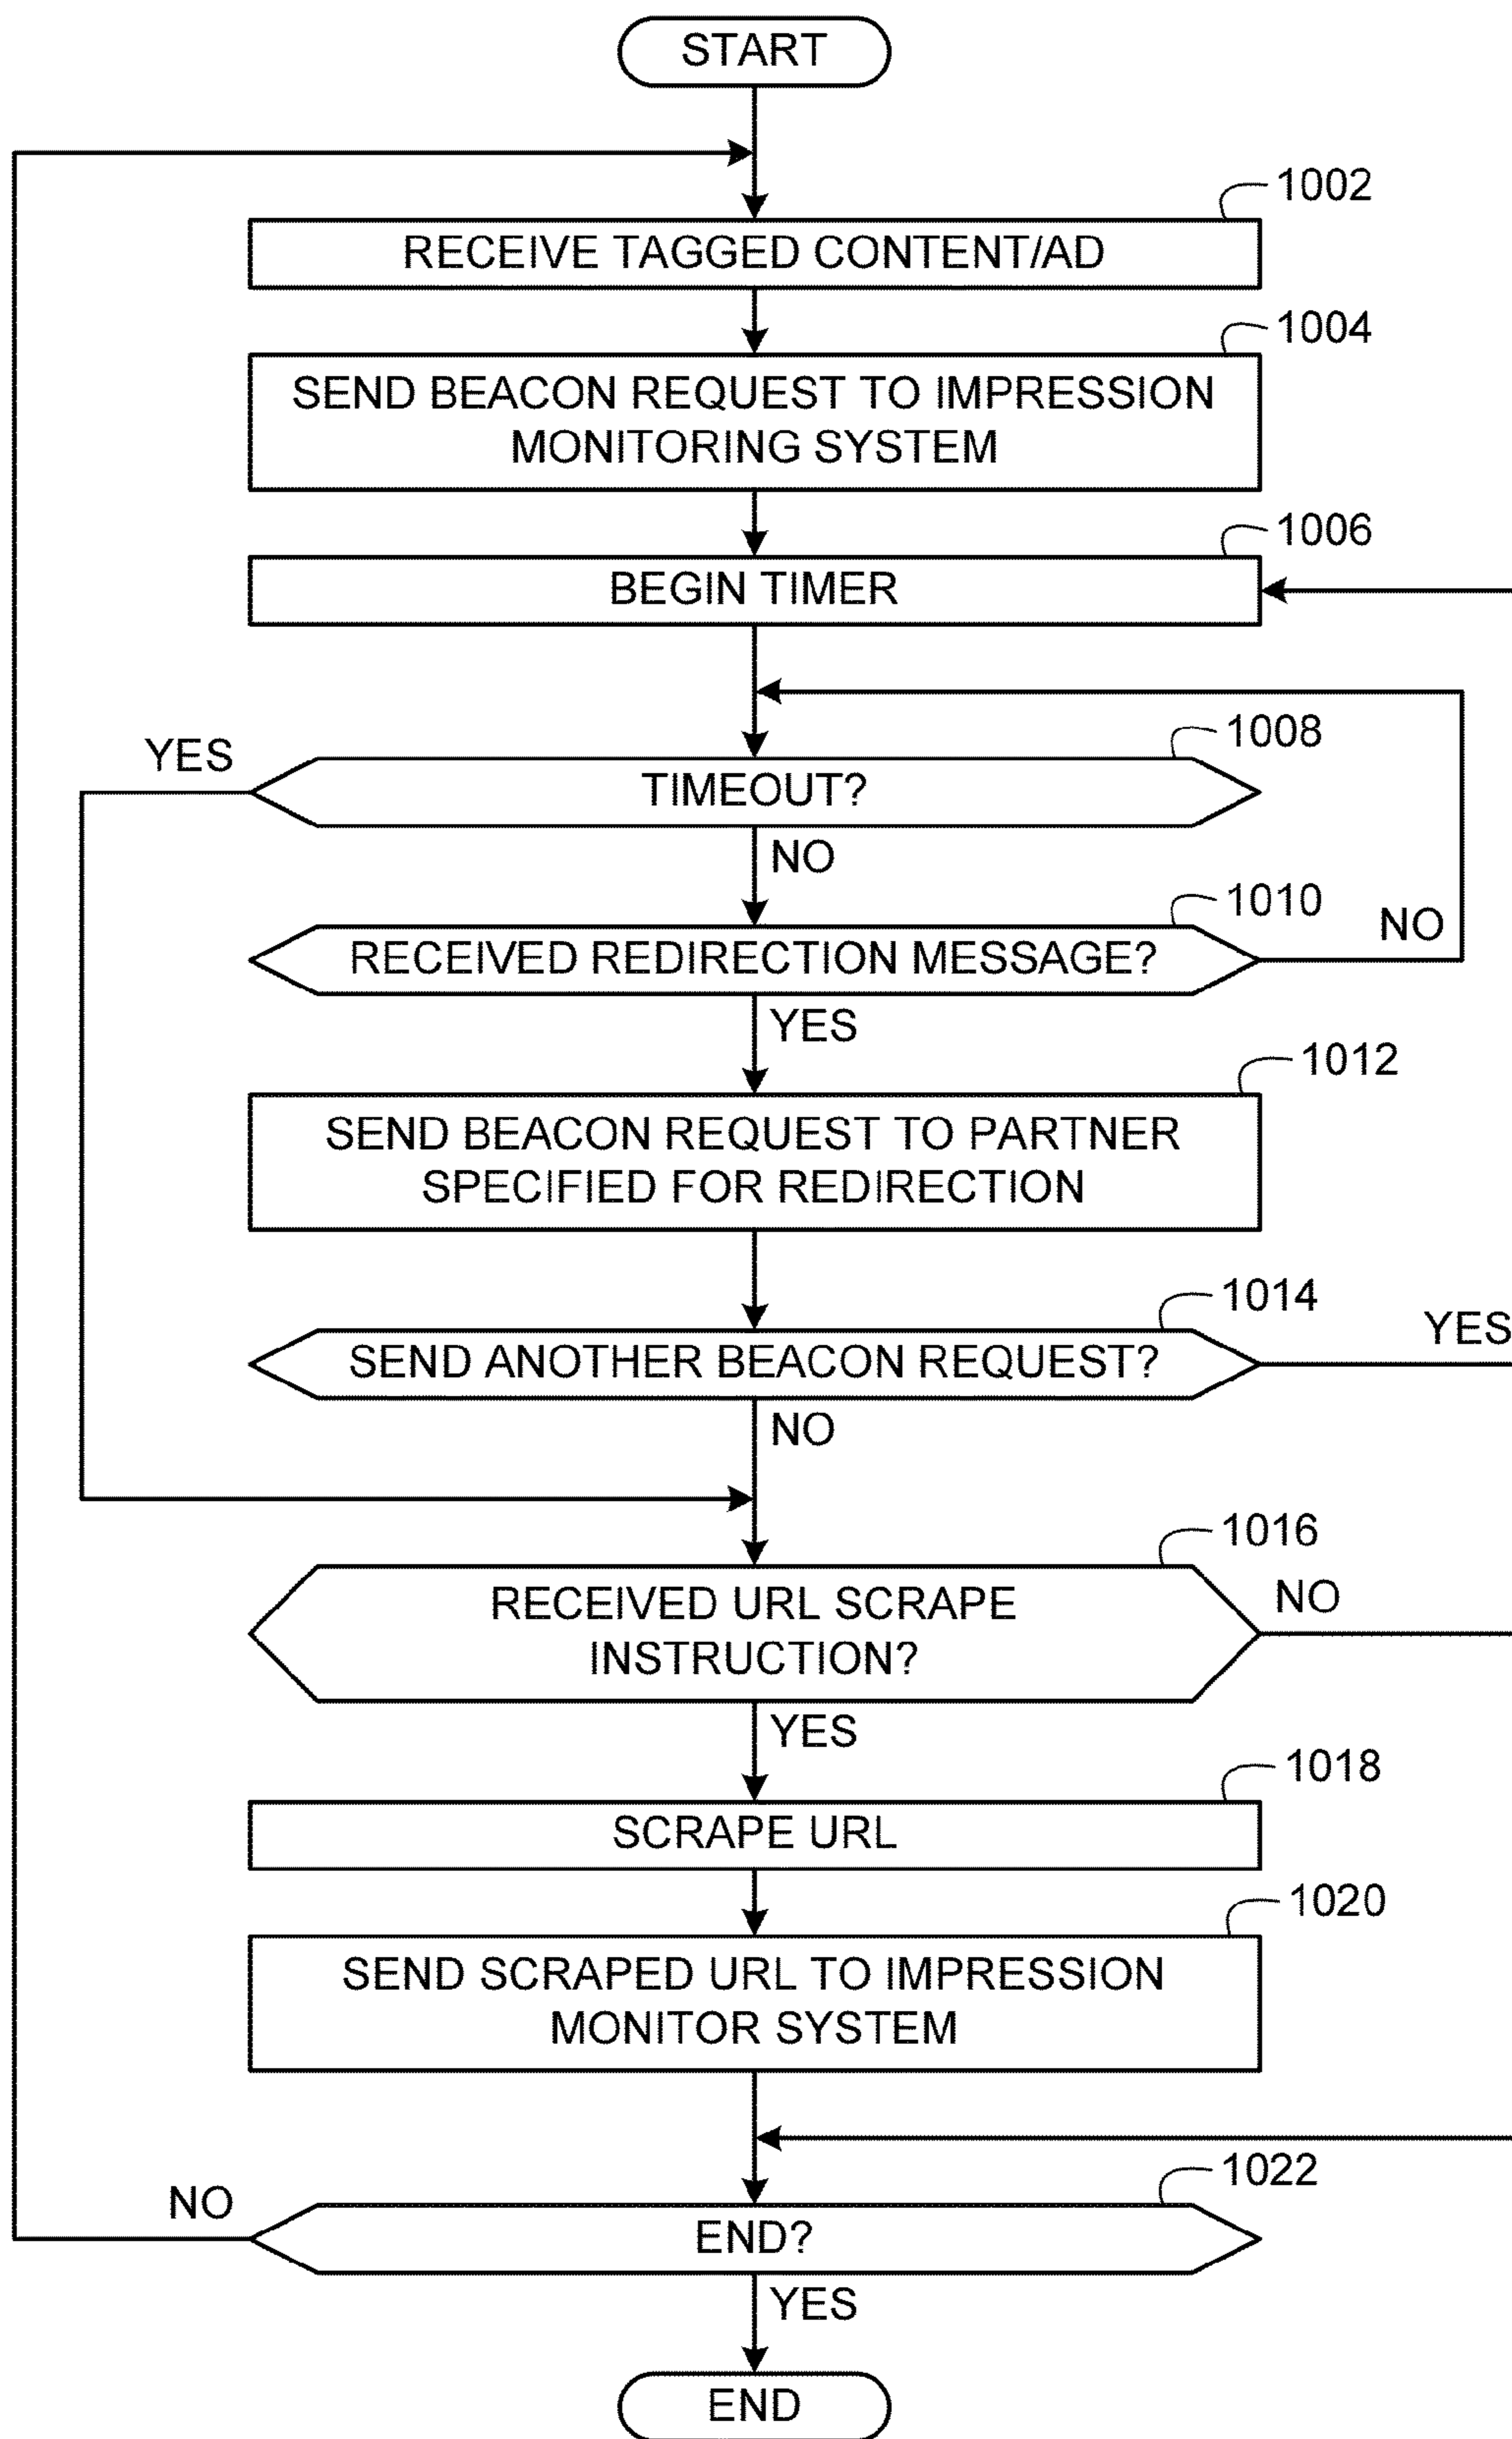 START
1002
RECEIVE TAGGED CONTENT/AD
1004
SEND BEACON REQUEST TO IMPRESSION
MONITORING SYSTEM
1006
BEGIN TIMER
YES
1008
TIMEOUT?
NO
1010
RECEIVED REDIRECTION MESSAGE?
NO
YES
1012
SEND BEACON REQUEST TO PARTNER
SPECIFIED FOR REDIRECTION
1014
SEND ANOTHER BEACON REQUEST?
YES
NO
1016
RECEIVED URL SCRAPE
INSTRUCTION?
NO
YES
1018
SCRAPE URL
1020
SEND SCRAPED URL TO IMPRESSION
MONITOR SYSTEM
1022
NO
END?
YES
END